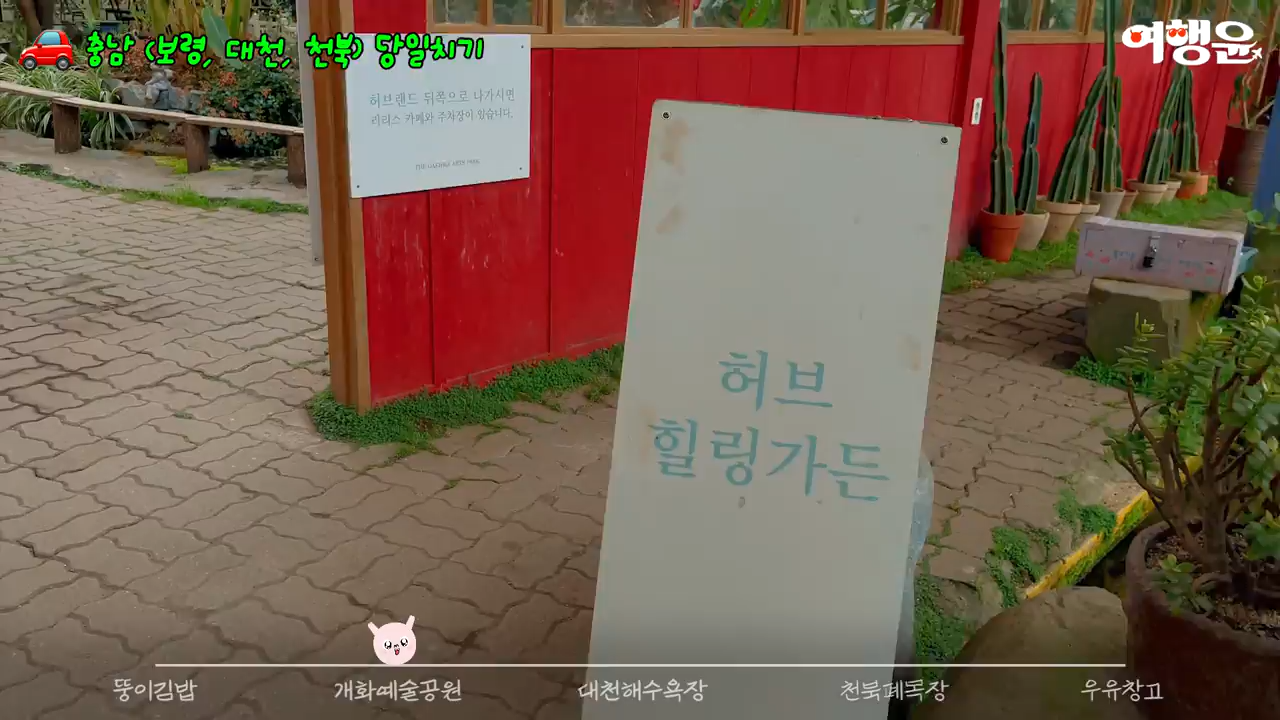 충남 (보령, 대천, 천북) 당일치기
여행윤
허브랜드 뒤쪽으로 나가시면
리리스 카페와 주차장이 있습니다.
허브
힐링가든
뚱이김밥
개화예술공원
대천해수욕장
천북폐목장
우유창고